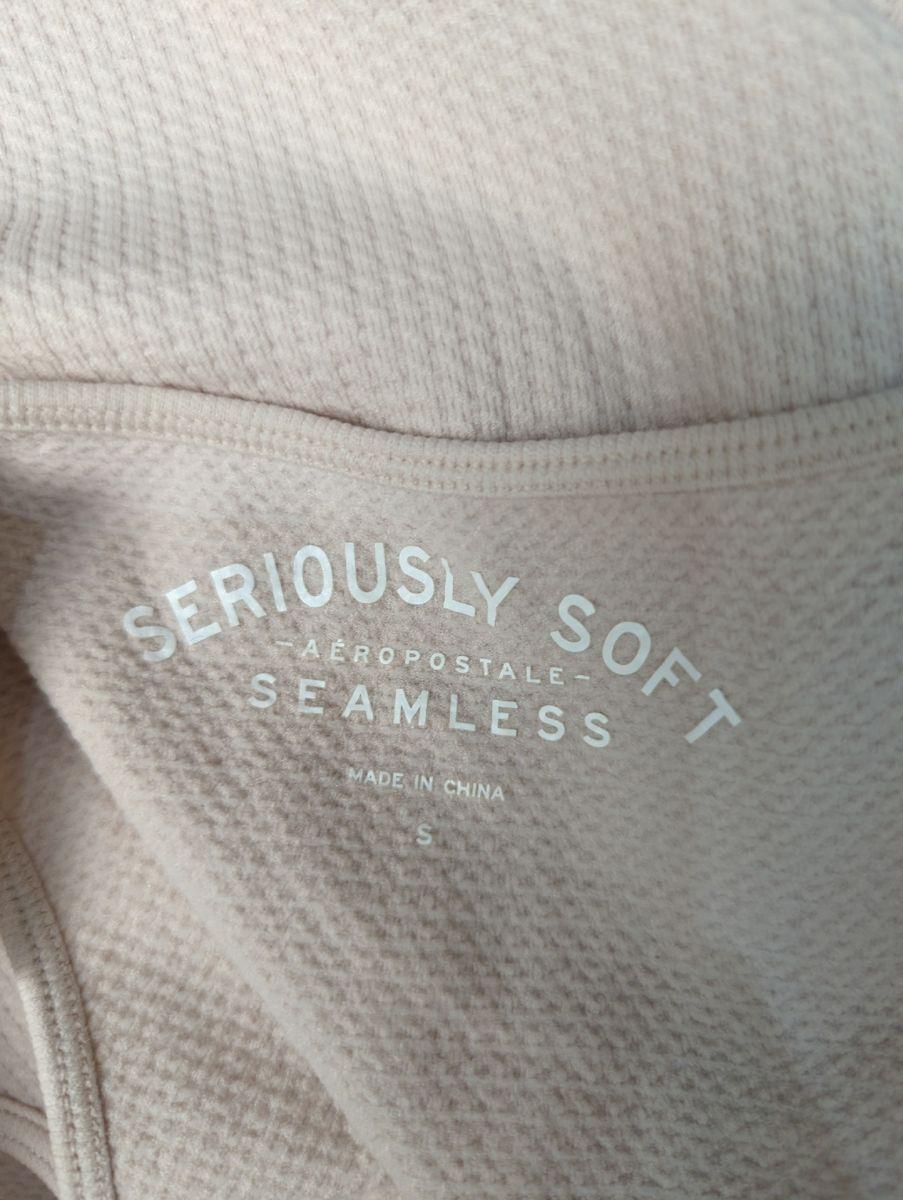 SERIOUSLY SOFT
-AÉROPOSTALE-
SEAMLESS
MADE IN CHINA
S